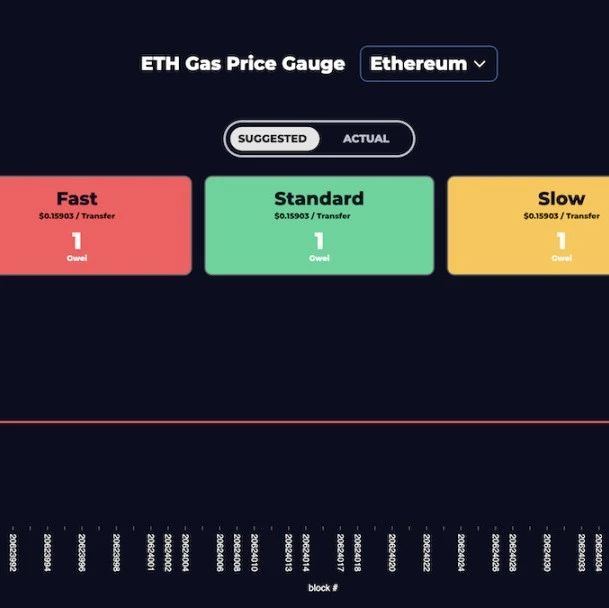 ETH Gas Price Gauge Ethereum
SUGGESTED ACTUAL
Fast Standard Slow
$0.15903 / Transfer $0.15903 / Transfer $0.15903 / Transfer
1 1 1
Gwei Gwei Gwei
20623992 20623994 20623996 20623998 20624001 20624002 20624004 20624006 20624008 20624010 20624013 20624014 20624017 20624018 20624020 20624022 20624024 20624026 20624028 20624030 20624033 20624034
block #